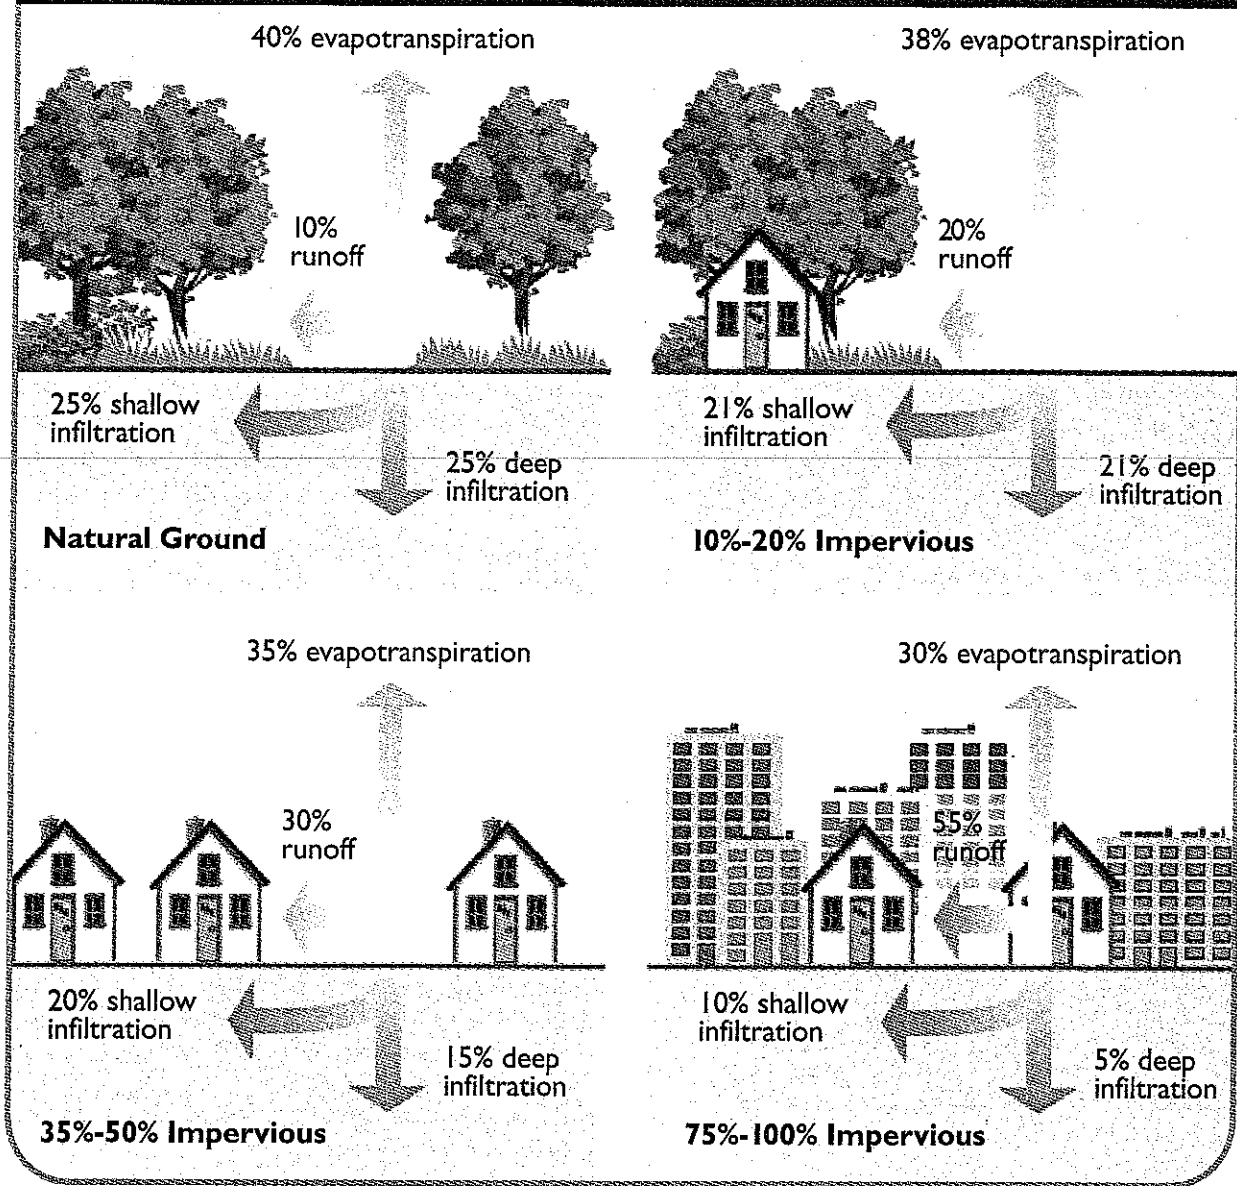 40% evapotranspiration
10%
runoff
25% shallow
infiltration
25% deep
infiltration
Natural Ground
38% evapotranspiration
20%
runoff
21% shallow
infiltration
21% deep
infiltration
10%-20% Impervious
35% evapotranspiration
30%
runoff
20% shallow
infiltration
15% deep
infiltration
35%-50% Impervious
30% evapotranspiration
55%
runoff
10% shallow
infiltration
5% deep
infiltration
75%-100% Impervious